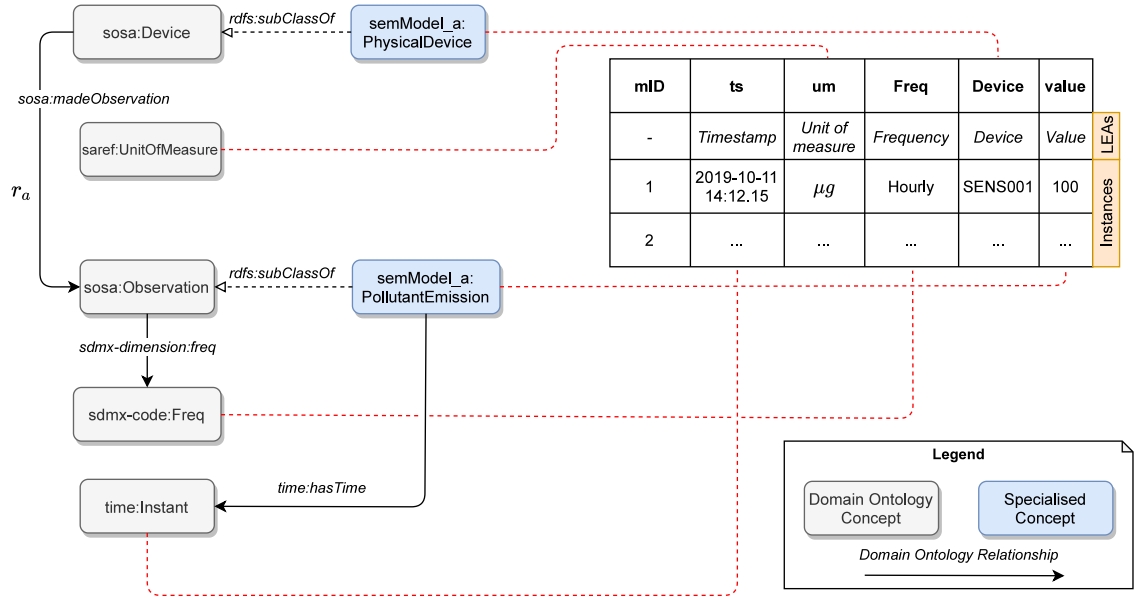 sosa:Device
rdfs:subClassOf
semModel_a:
PhysicalDevice
sosa:madeObservation
saref:UnitOfMeasure
r_a
sosa:Observation
rdfs:subClassOf
semModel_a:
PollutantEmission
sdmx-dimension:freq
sdmx-code:Freq
time:hasTime
time:Instant
mID ts um Freq Device value
- Timestamp Unit of measure Frequency Device Value
LEAs
1 2019-10-11 14:12.15 μg Hourly SENS001 100
2 ... ... ... ... ...
Instances
Legend
Domain Ontology
Concept
Specialised
Concept
Domain Ontology Relationship